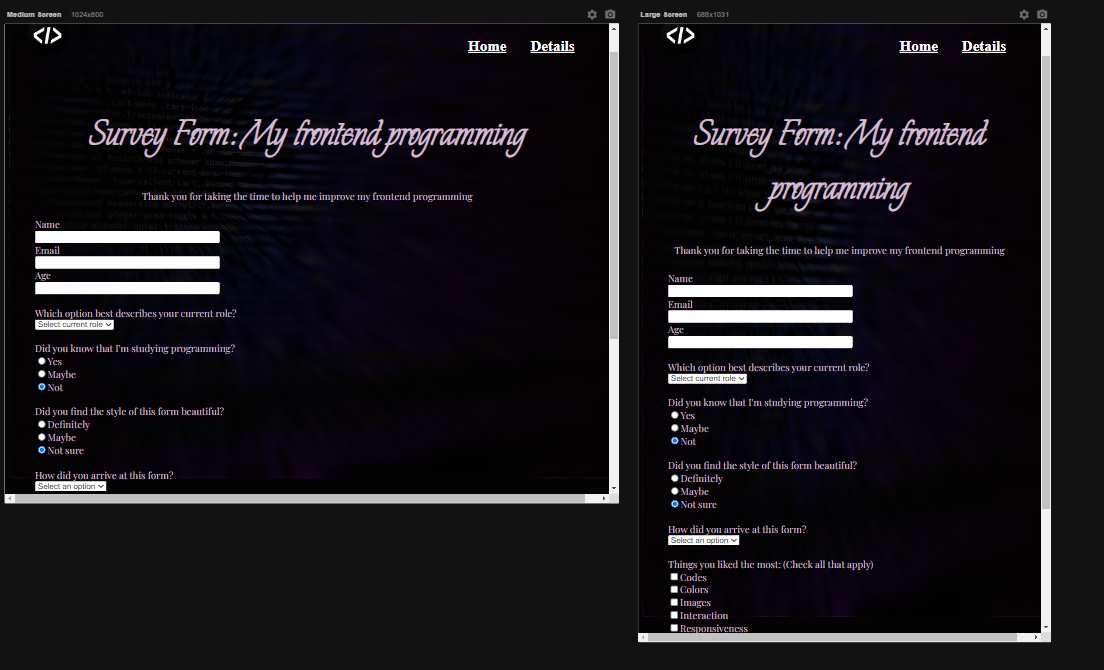 Medium Screen 1024x800
</>
Home Details
Survey Form: My frontend programming
Thank you for taking the time to help me improve my frontend programming
Name
Email
Age
Which option best describes your current role?
Select current role
Did you know that I'm studying programming?
Yes
Maybe
Not
Did you find the style of this form beautiful?
Definitely
Maybe
Not sure
How did you arrive at this form?
Select an option
Large Screen 688x1031
</>
Home Details
Survey Form: My frontend
programming
Thank you for taking the time to help me improve my frontend programming
Name
Email
Age
Which option best describes your current role?
Select current role
Did you know that I'm studying programming?
Yes
Maybe
Not
Did you find the style of this form beautiful?
Definitely
Maybe
Not sure
How did you arrive at this form?
Select an option
Things you liked the most: (Check all that apply)
Codes
Colors
Images
Interaction
Responsiveness